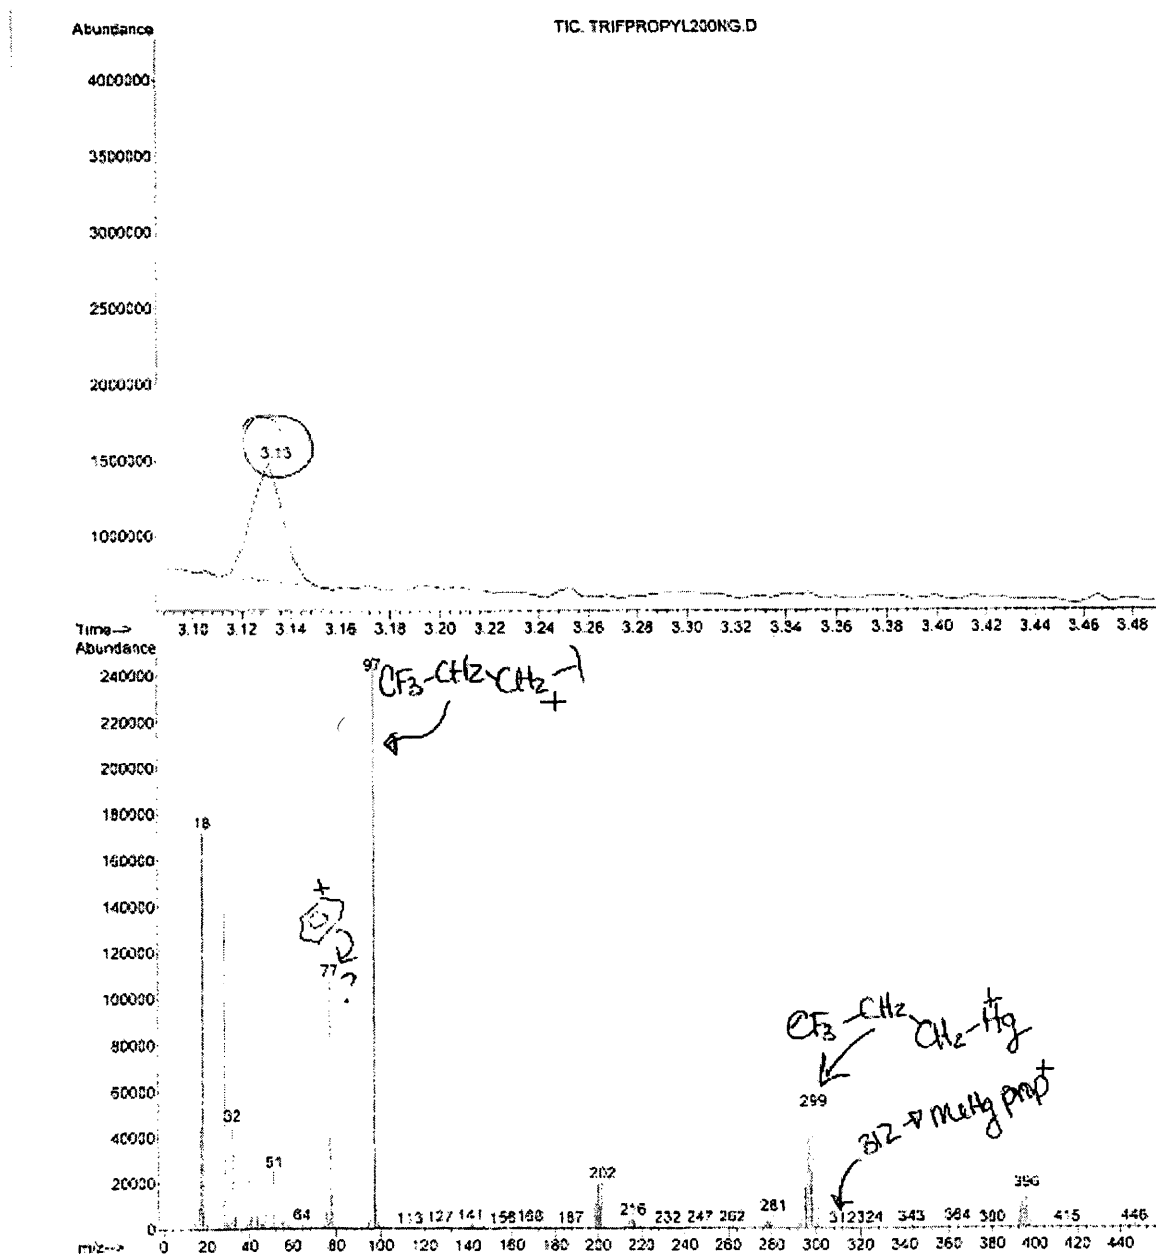 TIC. TRIFPROPYL200NG.D
Abundance
4000000
3500000
3000000
2500000
2000000
1500000
1000000
3.13
Time-->
3.10 3.12 3.14 3.16 3.18 3.20 3.22 3.24 3.26 3.28 3.30 3.32 3.34 3.36 3.38 3.40 3.42 3.44 3.46 3.48
Abundance
240000
220000
200000
180000
160000
140000
120000
100000
80000
60000
40000
20000
0
97 CF3-CH2-CH2
+
18
+
77 ?
CF3-CH2
CH2-Hg +
299
312 → MeHg prop+
32
51
64
113 127 141 156 168 187
202
216 232 247 262
281
312 324 343 364 380
396
415 446
m/z-->
0 20 40 60 80 100 120 140 160 180 200 220 240 260 280 300 320 340 360 380 400 420 440